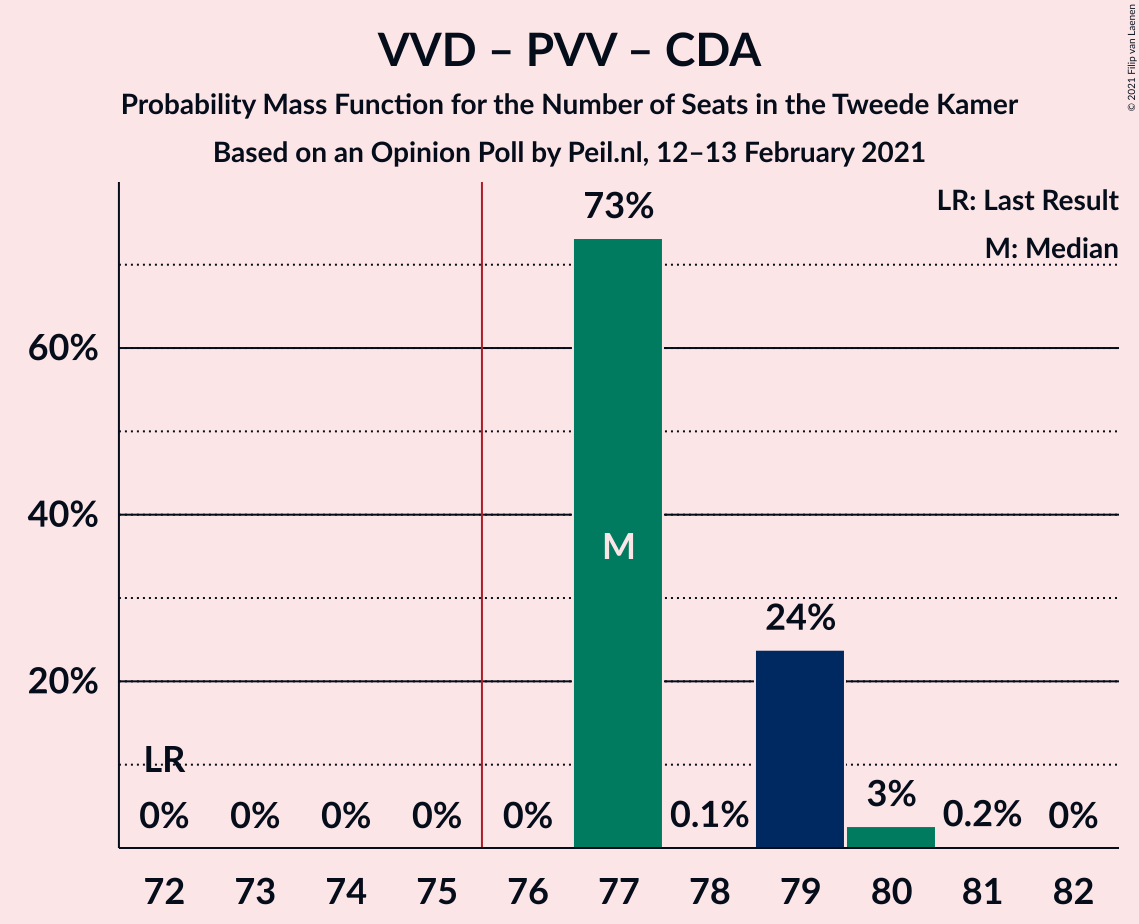 VVD – PVV – CDA
Probability Mass Function for the Number of Seats in the Tweede Kamer
Based on an Opinion Poll by Peil.nl, 12–13 February 2021
© 2021 Filip van Laenen
LR: Last Result
M: Median
73%
60%
40%
M
24%
20%
LR
0% 0% 0% 0% 0% 0.1% 3% 0.2% 0%
72 73 74 75 76 77 78 79 80 81 82